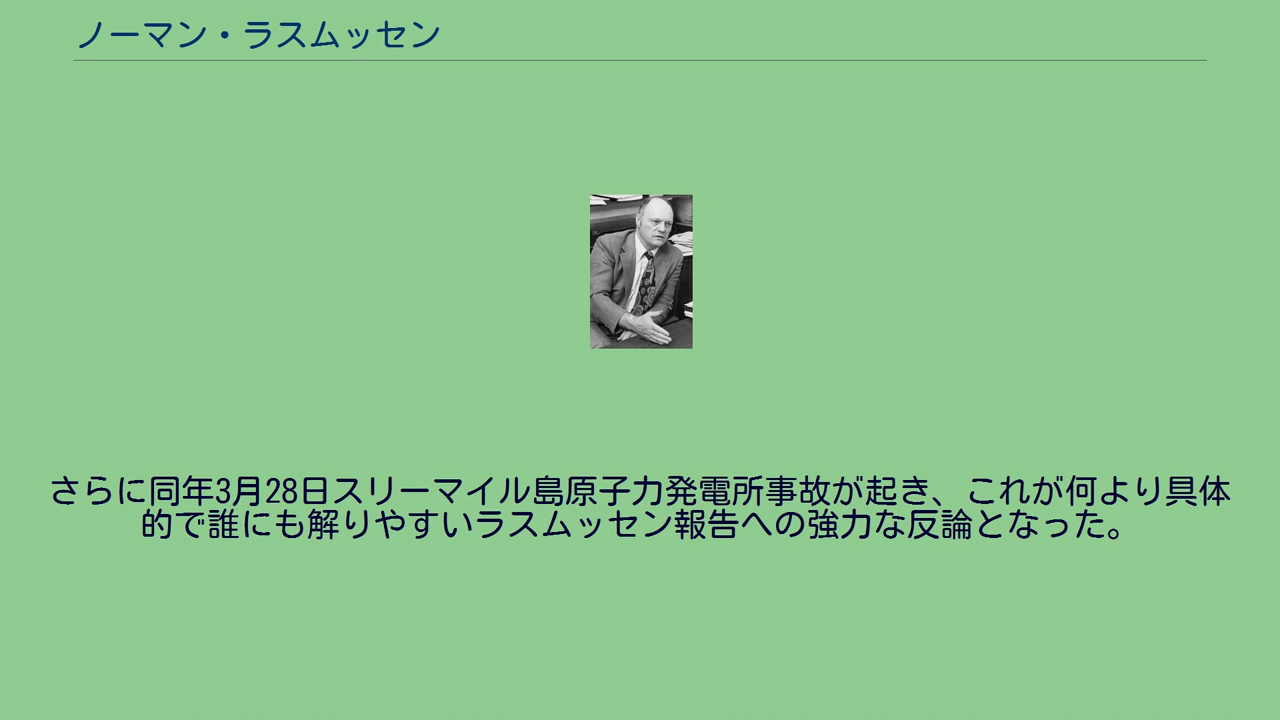 ノーマン・ラスムッセン
さらに同年3月28日スリーマイル島原子力発電所事故が起き、これが何より具体
的で誰にも解りやすいラスムッセン報告への強力な反論となった。